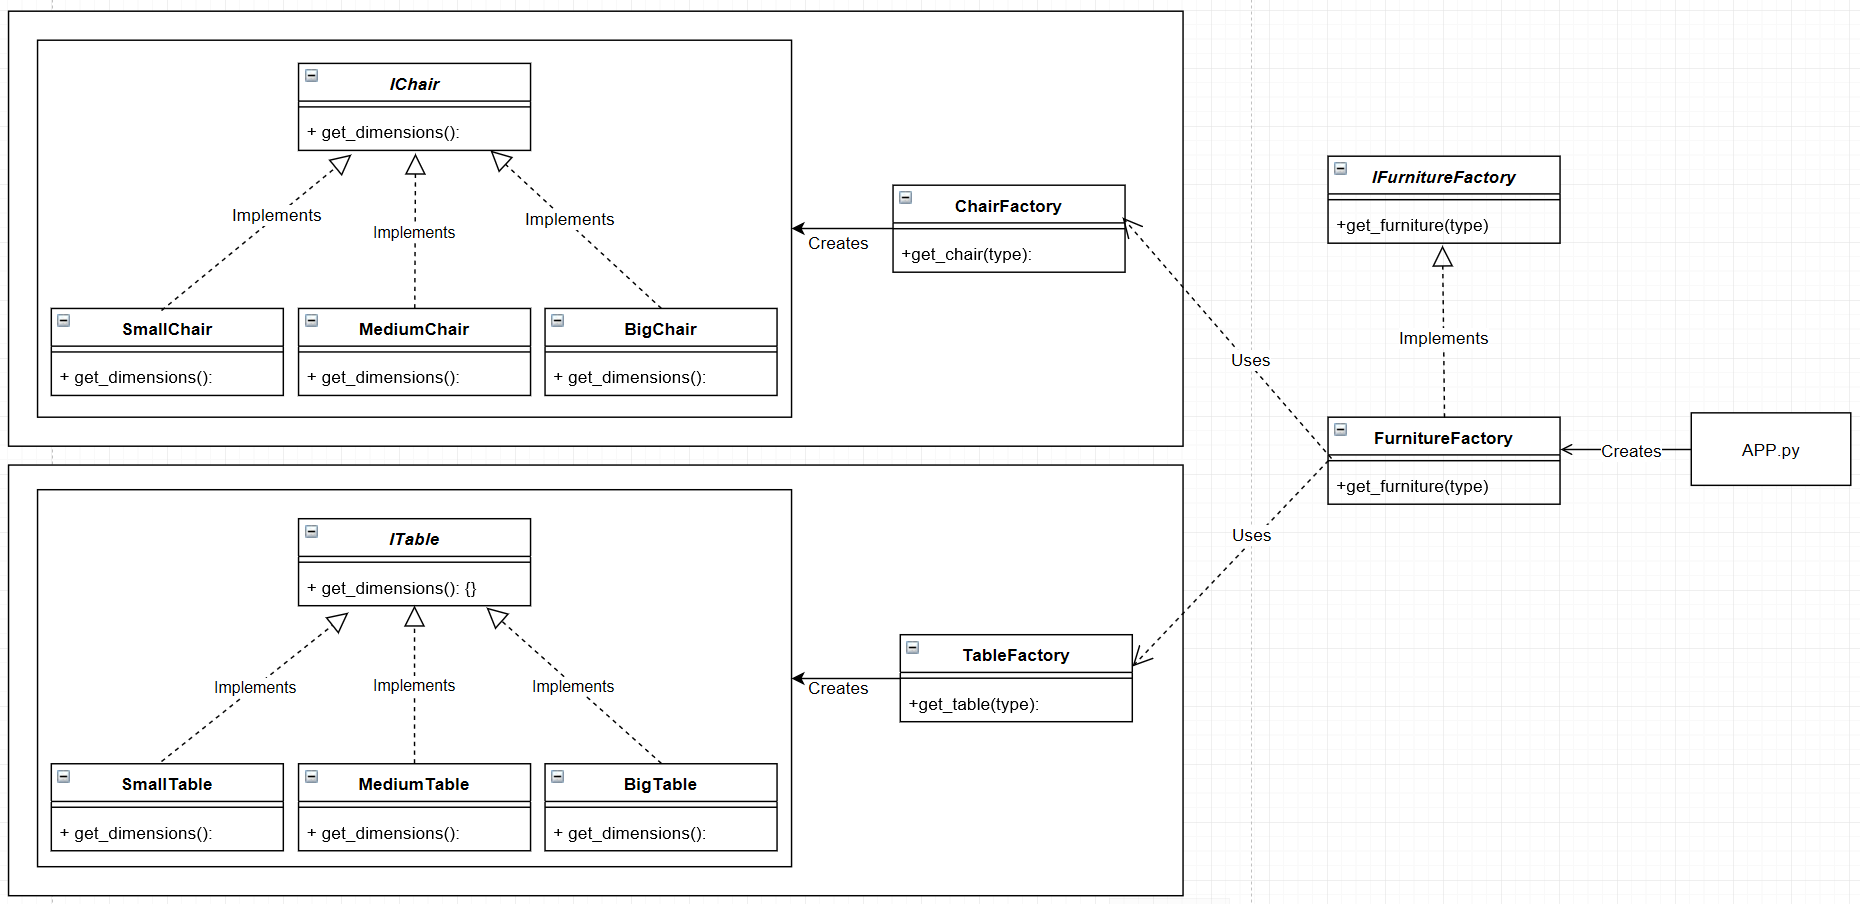 IChair
+ get_dimensions():
Implements
Implements
Implements
SmallChair
+ get_dimensions():
MediumChair
+ get_dimensions():
BigChair
+ get_dimensions():
Creates
ChairFactory
+get_chair(type):
ITable
+ get_dimensions(): {}
Implements
Implements
Implements
SmallTable
+ get_dimensions():
MediumTable
+ get_dimensions():
BigTable
+ get_dimensions():
Creates
TableFactory
+get_table(type):
Uses
Uses
IFurnitureFactory
+get_furniture(type)
Implements
FurnitureFactory
+get_furniture(type)
Creates
APP.py